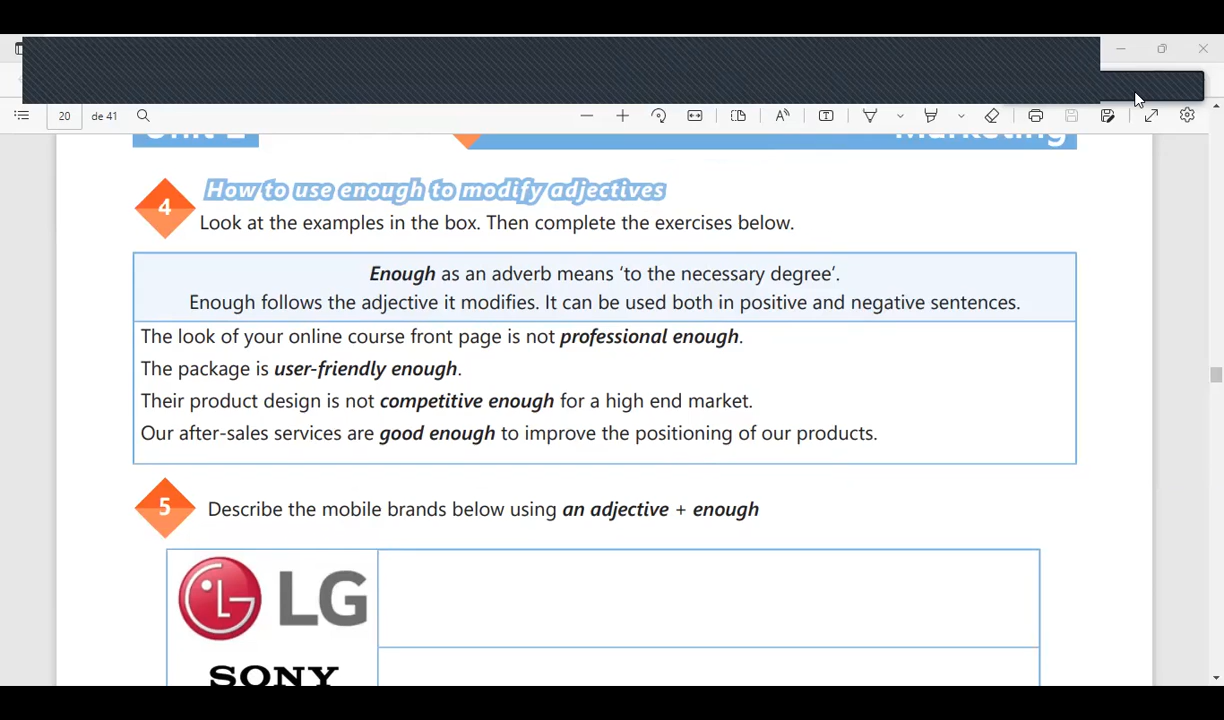 20 de 41
Unit 2 Marketing
4 How to use enough to modify adjectives
Look at the examples in the box. Then complete the exercises below.
Enough as an adverb means ‘to the necessary degree’.
Enough follows the adjective it modifies. It can be used both in positive and negative sentences.
The look of your online course front page is not professional enough.
The package is user-friendly enough.
Their product design is not competitive enough for a high end market.
Our after-sales services are good enough to improve the positioning of our products.
5 Describe the mobile brands below using an adjective + enough
LG
SONY